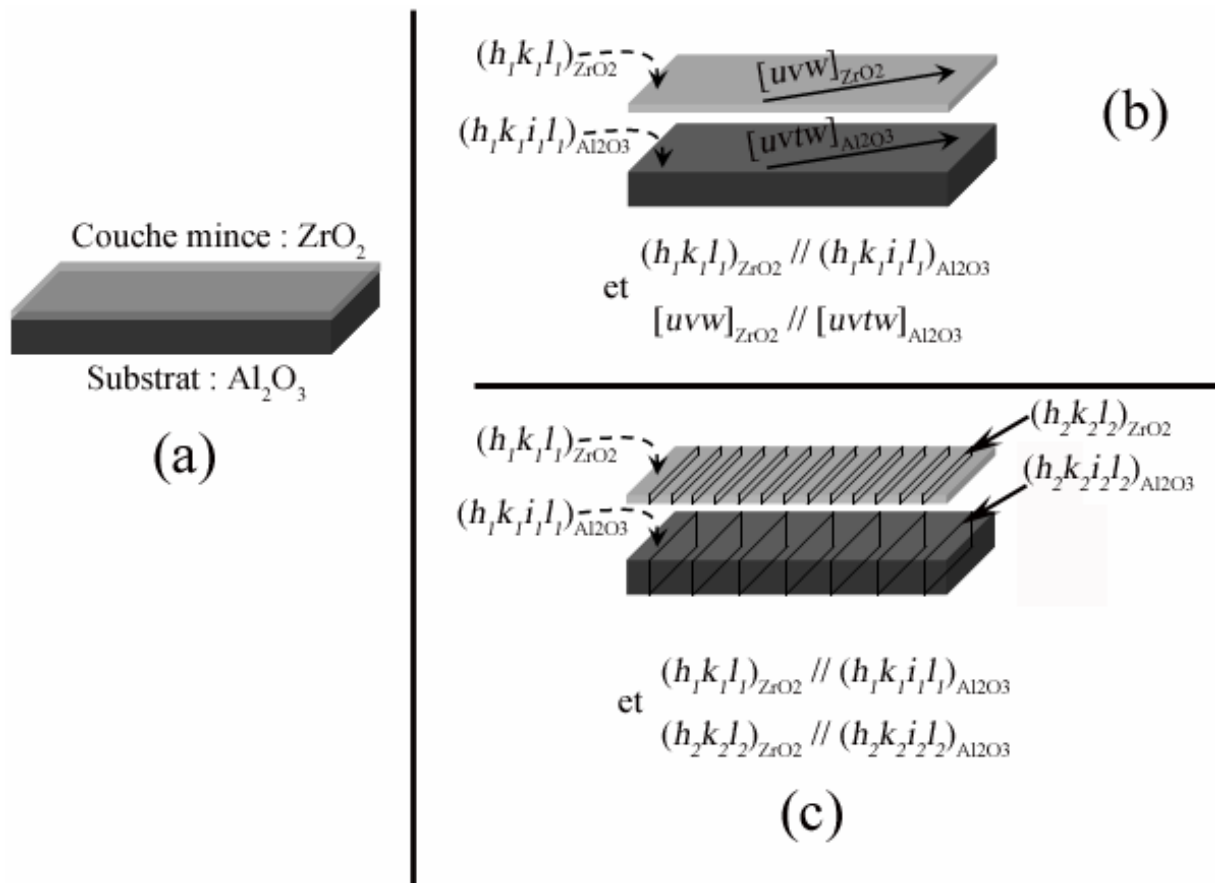 Couche mince : ZrO₂
Substrat : Al₂O₃
(a)
(h₁k₁l₁)ZrO2
[uvw]ZrO2
(b)
(h₁k₁i₁l₁)Al2O3
[uvtw]Al2O3
(h₁k₁l₁)ZrO2 // (h₁k₁i₁l₁)Al2O3
et
[uvw]ZrO2 // [uvtw]Al2O3
(h₁k₁l₁)ZrO2
(h₂k₂l₂)ZrO2
(h₁k₁i₁l₁)Al2O3
(h₂k₂i₂l₂)Al2O3
(h₁k₁l₁)ZrO2 // (h₁k₁i₁l₁)Al2O3
et
(h₂k₂l₂)ZrO2 // (h₂k₂i₂l₂)Al2O3
(c)